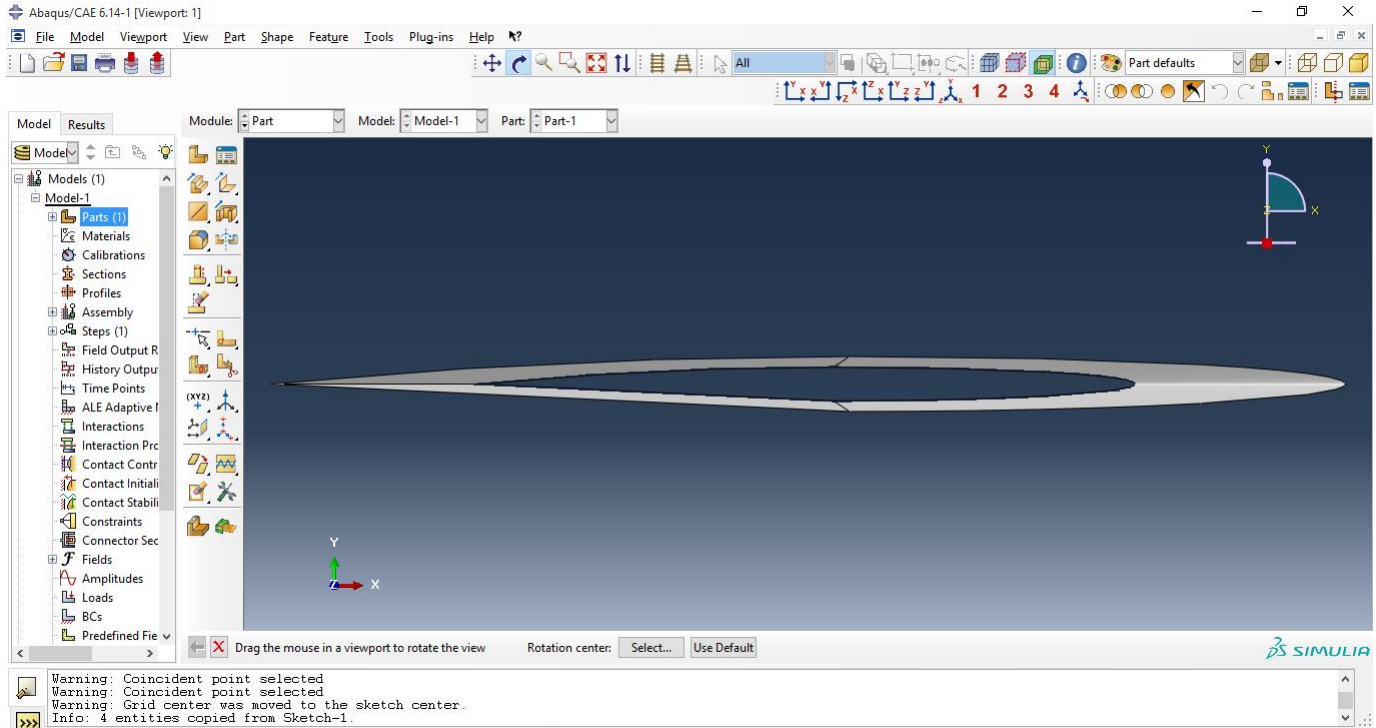 Abaqus/CAE 6.14-1 [Viewport: 1]
File Model Viewport View Part Shape Feature Tools Plug-ins Help
All
Part defaults
1 2 3 4
Model Results
Module: Part Model: Model-1 Part: Part-1
Model
Models (1)
Model-1
Parts (1)
Materials
Calibrations
Sections
Profiles
Assembly
Steps (1)
Field Output R
History Outpu
Time Points
ALE Adaptive
Interactions
Interaction Prc
Contact Contr
Contact Initiali
Contact Stabili
Constraints
Connector Sec
Fields
Amplitudes
Loads
BCs
Predefined Fie
(XYZ)
Y
X
Z
Y
X
Z
Drag the mouse in a viewport to rotate the view Rotation center: Select... Use Default
SIMULIA
Warning: Coincident point selected
Warning: Coincident point selected
Warning: Grid center was moved to the sketch center.
Info: 4 entities copied from Sketch-1.
>>>